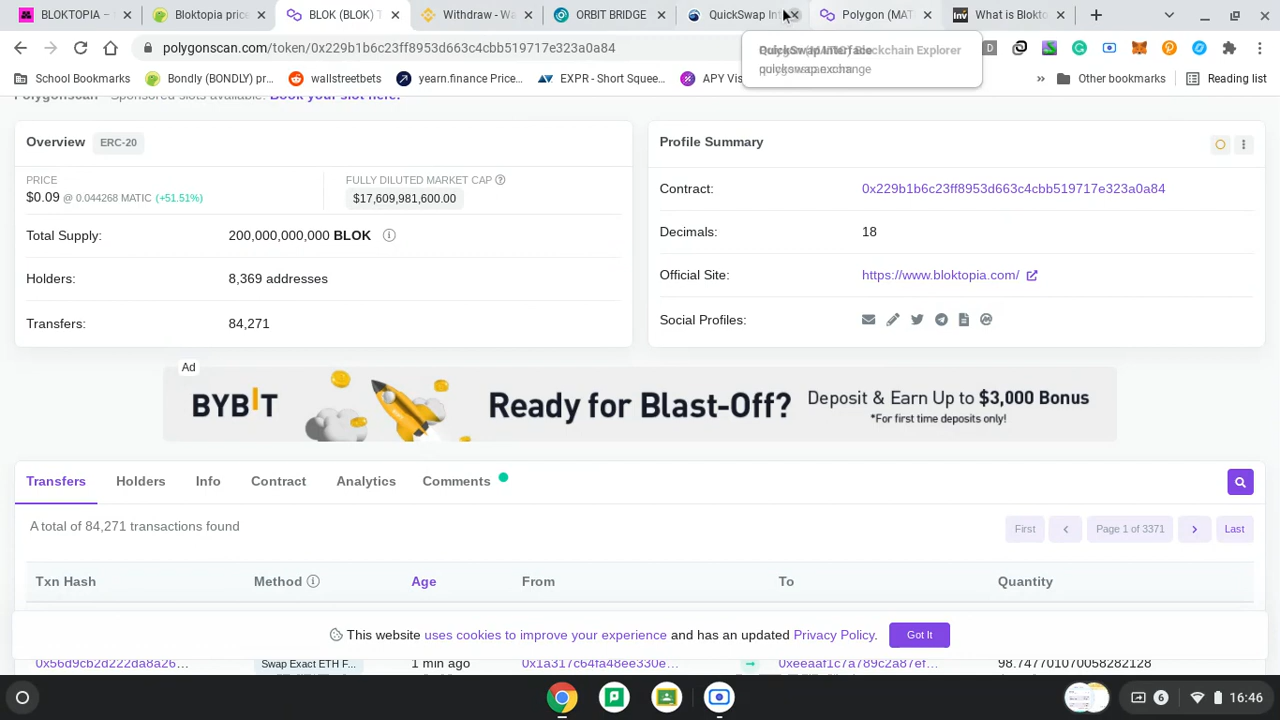 BLOKTOPIA –
Bloktopia price
BLOK (BLOK) T
Withdraw - Wa
ORBIT BRIDGE
QuickSwap Int
Polygon (MAT
What is Blokto
polygonscan.com/token/0x229b1b6c23ff8953d663c4cbb519717e323a0a84
School Bookmarks
Bondly (BONDLY) pr...
wallstreetbets
yearn.finance Price...
EXPR - Short Squee...
APY Vi
»
Other bookmarks
Reading list
Polygonscan - Sponsored slots available. Book your slot here!
Overview ERC-20
PRICE
$0.09 @ 0.044268 MATIC (+51.51%)
FULLY DILUTED MARKET CAP
$17,609,981,600.00
Total Supply: 200,000,000,000 BLOK
Holders: 8,369 addresses
Transfers: 84,271
Profile Summary
Contract: 0x229b1b6c23ff8953d663c4cbb519717e323a0a84
Decimals: 18
Official Site: https://www.bloktopia.com/
Social Profiles:
Ad
BYBIT
Ready for Blast-Off?
Deposit & Earn Up to $3,000 Bonus
*For first time deposits only!
Transfers Holders Info Contract Analytics Comments
A total of 84,271 transactions found
First
Page 1 of 3371
Last
Txn Hash Method Age From To Quantity
This website uses cookies to improve your experience and has an updated Privacy Policy. Got It
0x56d9cb2d222da8a26... Swap Exact ETH F... 1 min ago 0x1a317c64fa48ee330e... 0xeeaaf1c7a789c2a87ef... 98.747701070058282128
6
16:46